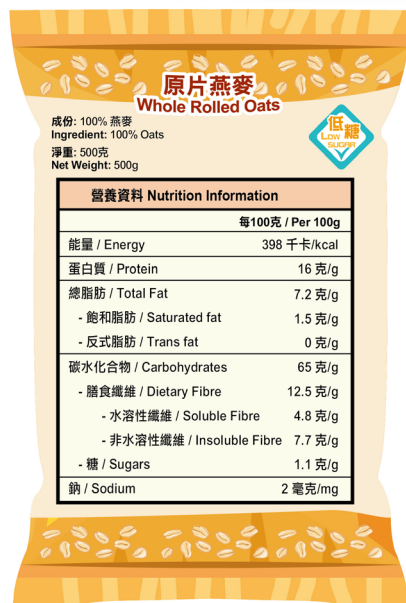 原片燕麥
Whole Rolled Oats
成份: 100% 燕麥
Ingredient: 100% Oats
淨重: 500克
Net Weight: 500g
低糖
LOW SUGAR
營養資料 Nutrition Information
每100克 / Per 100g
能量 / Energy 398 千卡/kcal
蛋白質 / Protein 16 克/g
總脂肪 / Total Fat 7.2 克/g
- 飽和脂肪 / Saturated fat 1.5 克/g
- 反式脂肪 / Trans fat 0 克/g
碳水化合物 / Carbohydrates 65 克/g
- 膳食纖維 / Dietary Fibre 12.5 克/g
- 水溶性纖維 / Soluble Fibre 4.8 克/g
- 非水溶性纖維 / Insoluble Fibre 7.7 克/g
- 糖 / Sugars 1.1 克/g
鈉 / Sodium 2 毫克/mg